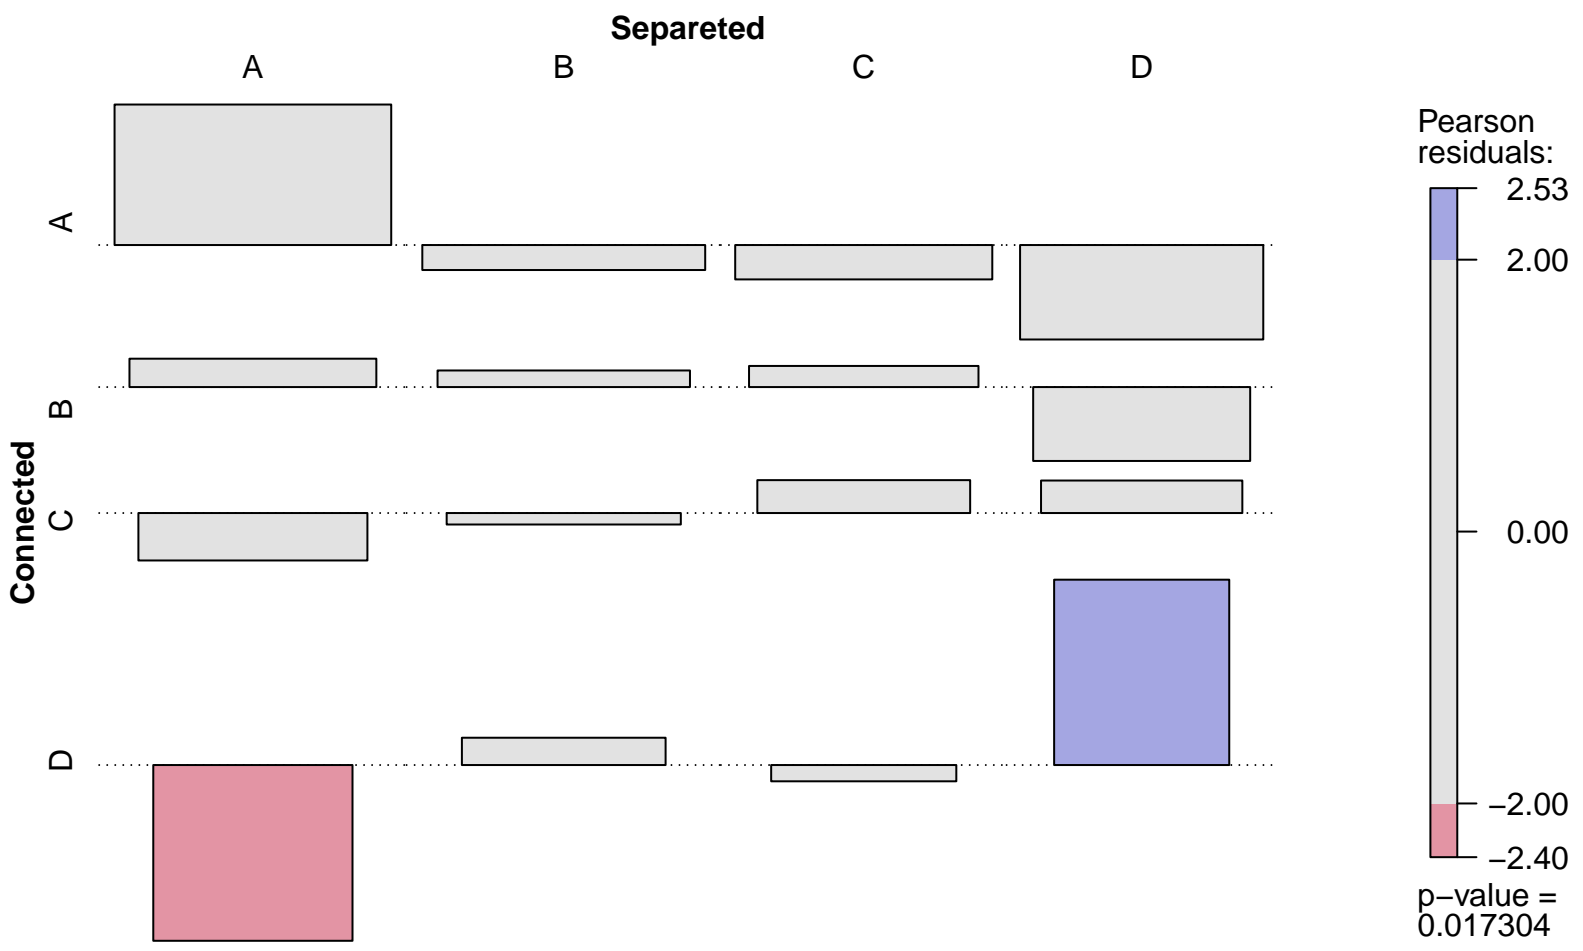 Separeted
A B C D
A
B
C
D
Connected
Pearson
residuals:
2.53
2.00
0.00
−2.00
−2.40
p−value =
0.017304